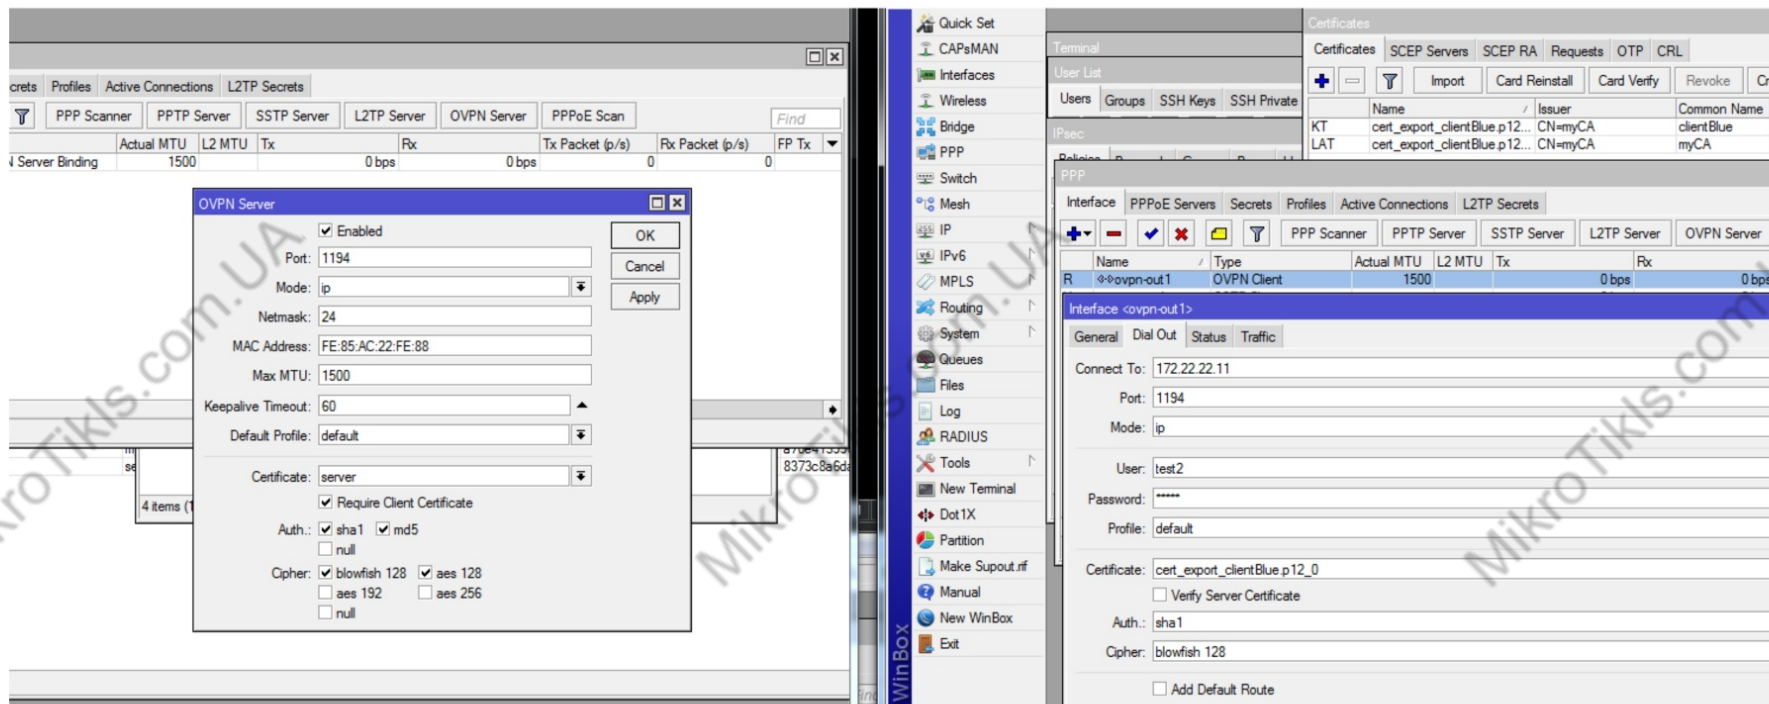 crets Profiles Active Connections L2TP Secrets
PPP Scanner PPTP Server SSTP Server L2TP Server OVPN Server PPPoE Scan Find
Actual MTU L2 MTU Tx Rx Tx Packet (p/s) Rx Packet (p/s) FP Tx
N Server Binding 1500 0 bps 0 bps 0 0
OVPN Server
Enabled
OK
Port: 1194
Cancel
Mode: ip
Apply
Netmask: 24
MAC Address: FE:85:AC:22:FE:88
Max MTU: 1500
Keepalive Timeout: 60
Default Profile: default
Certificate: server
Require Client Certificate
Auth.: sha1 md5
null
Cipher: blowfish 128 aes 128
aes 192 aes 256
null
se
8373c8a6da
4 items (1
WinBox
Quick Set
CAPsMAN
Interfaces
Wireless
Bridge
PPP
Switch
Mesh
IP
IPv6
MPLS
Routing
System
Queues
Files
Log
RADIUS
Tools
New Terminal
Dot1X
Partition
Make Supout.rif
Manual
New WinBox
Exit
Terminal
User List
Users Groups SSH Keys SSH Private
IPsec
Certificates
Certificates SCEP Servers SCEP RA Requests OTP CRL
Import Card Reinstall Card Verify Revoke Cr
Name / Issuer Common Name
KT cert_export_clientBlue.p12... CN=myCA clientBlue
LAT cert_export_clientBlue.p12... CN=myCA myCA
PPP
Interface PPPoE Servers Secrets Profiles Active Connections L2TP Secrets
PPP Scanner PPTP Server SSTP Server L2TP Server OVPN Server
Name / Type Actual MTU L2 MTU Tx Rx
R ovpn-out1 OVPN Client 1500 0 bps 0 bps
Interface <ovpn-out1>
General Dial Out Status Traffic
Connect To: 172.22.22.11
Port: 1194
Mode: ip
User: test2
Password: *****
Profile: default
Certificate: cert_export_clientBlue.p12_0
Verify Server Certificate
Auth.: sha1
Cipher: blowfish 128
Add Default Route
MikroTikls.com.UA
MikroTikls.com.UA
MikroTikls.com